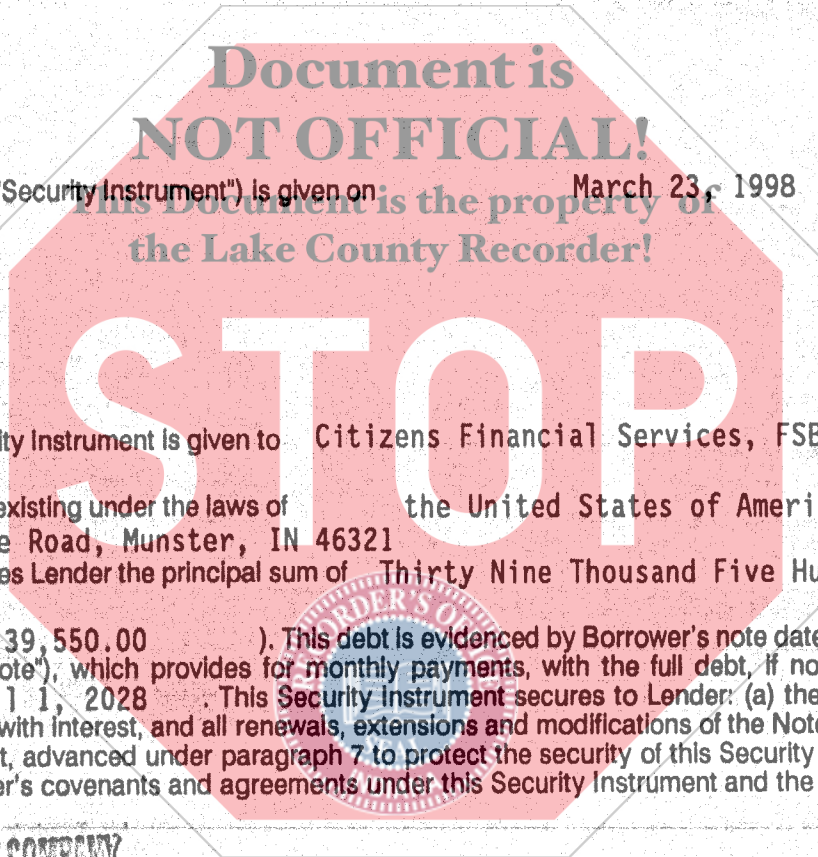 Document is
NOT OFFICIAL!
"Security Instrument") is given on March 23, 1998
This Document is the property of
the Lake County Recorder!
STOP
ity Instrument is given to Citizens Financial Services, FSB
existing under the laws of the United States of Ameri
e Road, Munster, IN 46321
es Lender the principal sum of Thirty Nine Thousand Five Hu
RECORDER'S OFFICE
39,550.00 ). This debt is evidenced by Borrower's note date
ote"), which provides for monthly payments, with the full debt, if no
l 1, 2028 . This Security Instrument secures to Lender: (a) the
with interest, and all renewals, extensions and modifications of the Note
t, advanced under paragraph 7 to protect the security of this Security
er's covenants and agreements under this Security Instrument and the
COMPANY